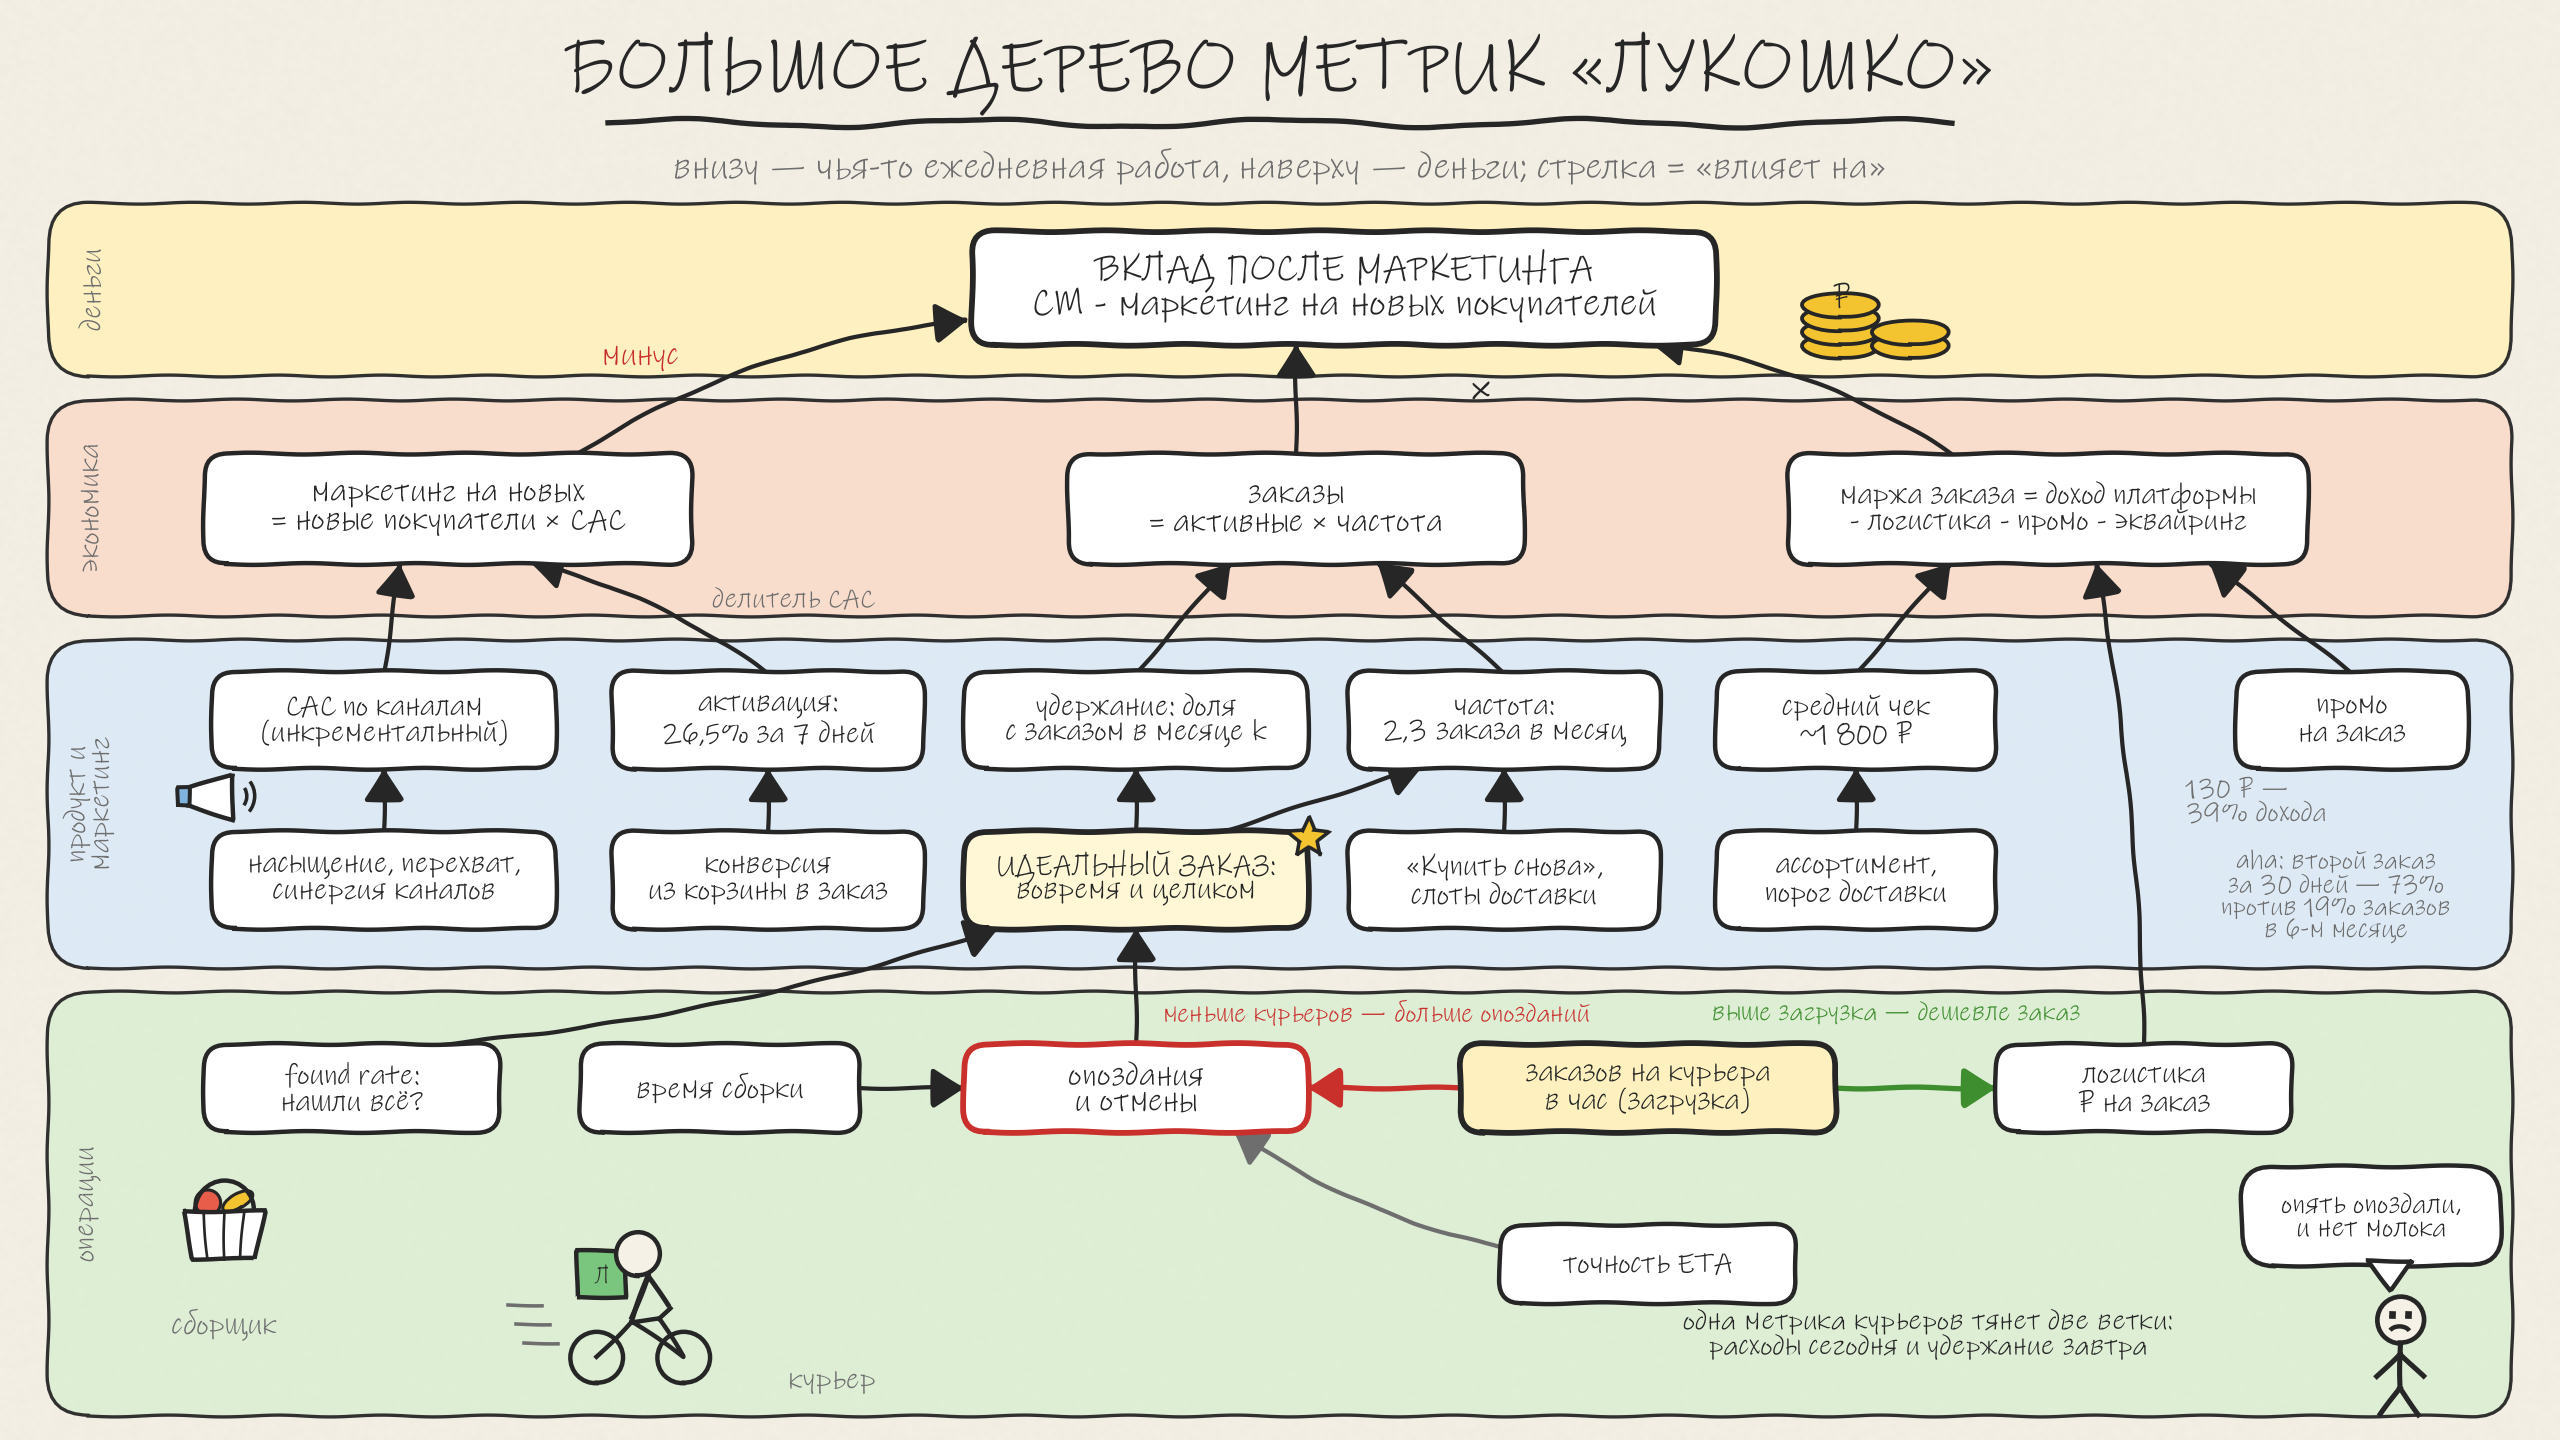 БОЛЬШОЕ ДЕРЕВО МЕТРИК «ЛУКОШКО»
внизу — чья-то ежедневная работа, наверху — деньги; стрелка = «влияет на»
деньги
ВКЛАД ПОСЛЕ МАРКЕТИНГА
СМ - маркетинг на новых покупателей
₽
минус
×
экономика
маркетинг на новых
= новые покупатели × CAC
заказы
= активные × частота
маржа заказа = доход платформы
- логистика - промо - эквайринг
делитель CAC
продукт и
маркетинг
CAC по каналам
(инкрементальный)
активация:
26,5% за 7 дней
удержание: доля
с заказом в месяце k
частота:
2,3 заказа в месяц
средний чек
~1 800 ₽
промо
на заказ
130 ₽ —
39% дохода
насыщение, перехват,
синергия каналов
конверсия
из корзины в заказ
ИДЕАЛЬНЫЙ ЗАКАЗ:
вовремя и целиком
«Купить снова»,
слоты доставки
ассортимент,
порог доставки
aha: второй заказ
за 30 дней — 73%
против 19% заказов
в 6-м месяце
операции
меньше курьеров — больше опозданий
выше загрузка — дешевле заказ
found rate:
нашли всё?
время сборки
опоздания
и отмены
заказов на курьера
в час (загрузка)
логистика
₽ на заказ
точность ETA
опять опоздали,
и нет молока
Л
сборщик
курьер
одна метрика курьеров тянет две ветки:
расходы сегодня и удержание завтра